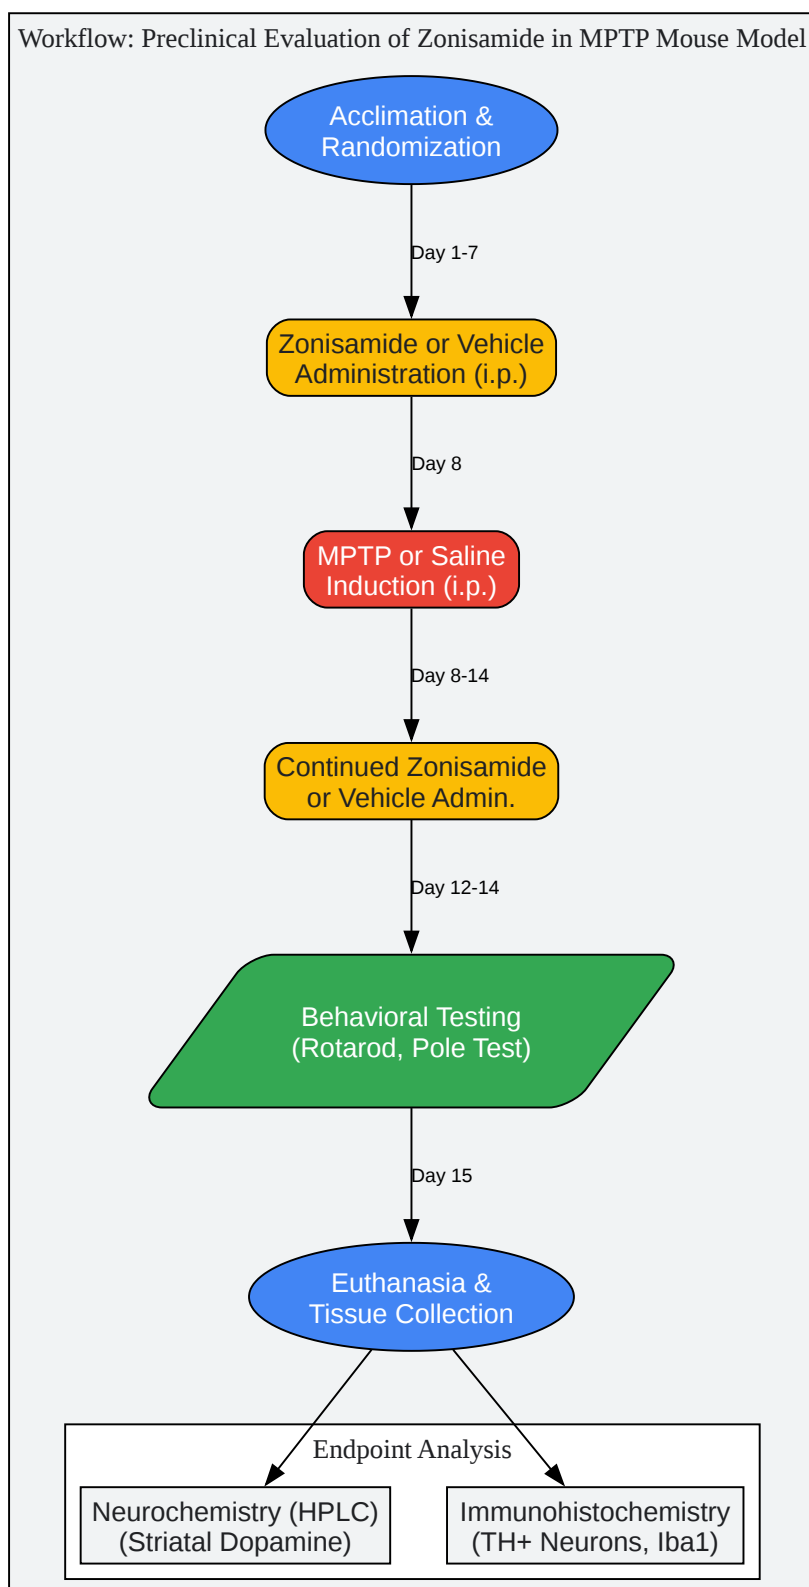 Workflow: Preclinical Evaluation of Zonisamide in MPTP Mouse Model
Acclimation &
Randomization
Day 1-7
Zonisamide or Vehicle
Administration (i.p.)
Day 8
MPTP or Saline
Induction (i.p.)
Day 8-14
Continued Zonisamide
or Vehicle Admin.
Day 12-14
Behavioral Testing
(Rotarod, Pole Test)
Day 15
Euthanasia &
Tissue Collection
Endpoint Analysis
Neurochemistry (HPLC)
(Striatal Dopamine)
Immunohistochemistry
(TH+ Neurons, Iba1)